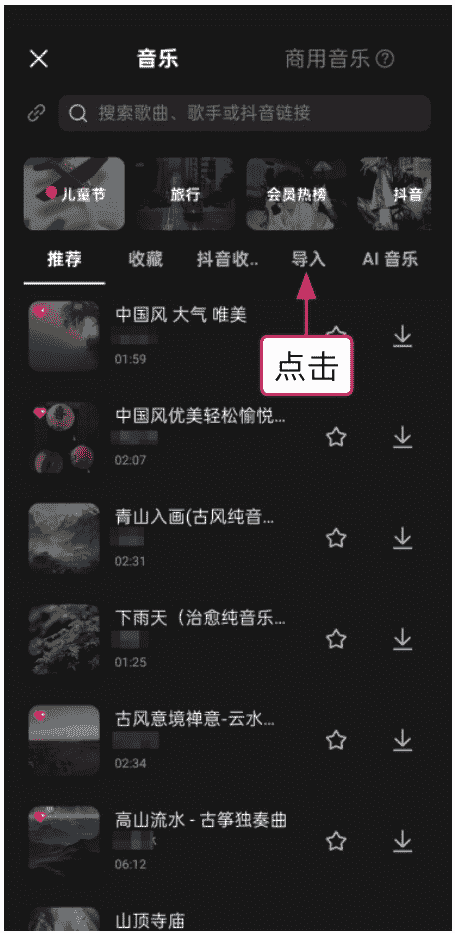 音乐 商用音乐 ?
搜索歌曲、歌手或抖音链接
儿童节 旅行 会员热榜 抖音
推荐 收藏 抖音收.. 导入 AI 音乐
中国风 大气 唯美
01:59
点击
中国风优美轻松愉悦...
02:07
青山入画(古风纯音...
02:31
下雨天（治愈纯音乐...
01:25
古风意境禅意-云水...
02:34
高山流水 - 古筝独奏曲
06:12
山顶寺庙